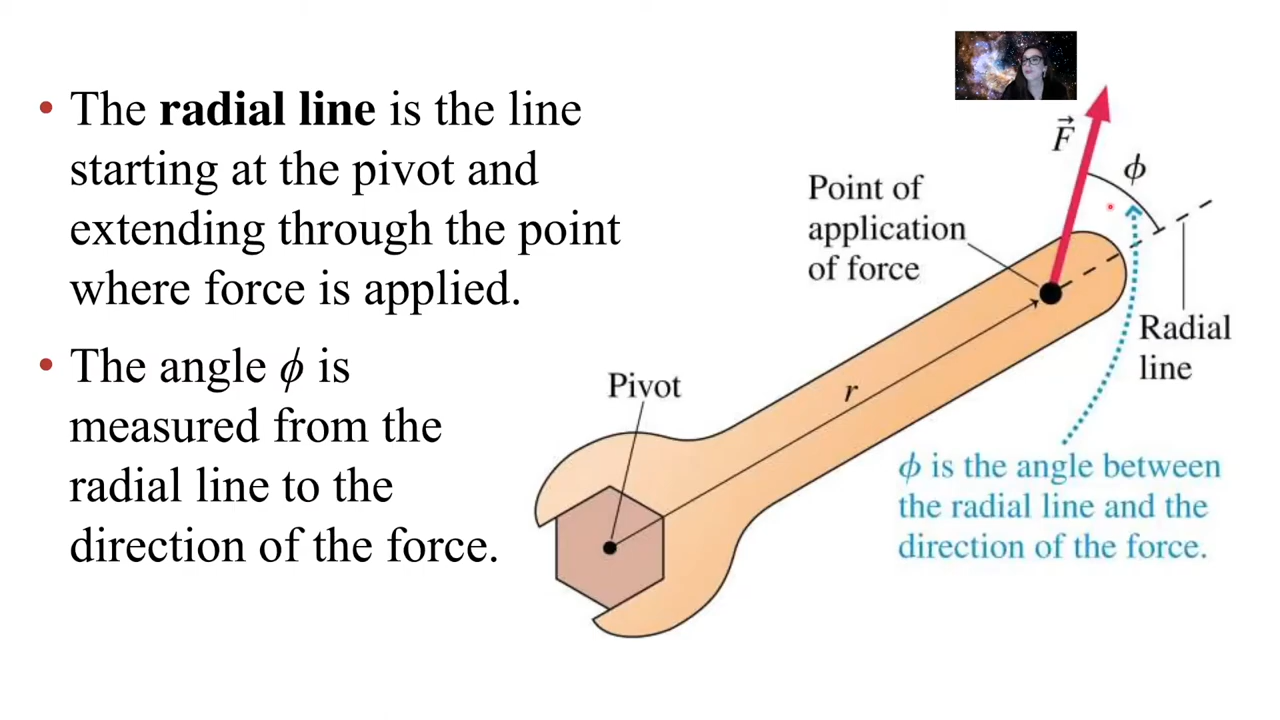 • The radial line is the line
starting at the pivot and
extending through the point
where force is applied.
• The angle ϕ is
measured from the
radial line to the
direction of the force.
F⃗
ϕ
Point of
application
of force
Radial
line
r
Pivot
ϕ is the angle between
the radial line and the
direction of the force.